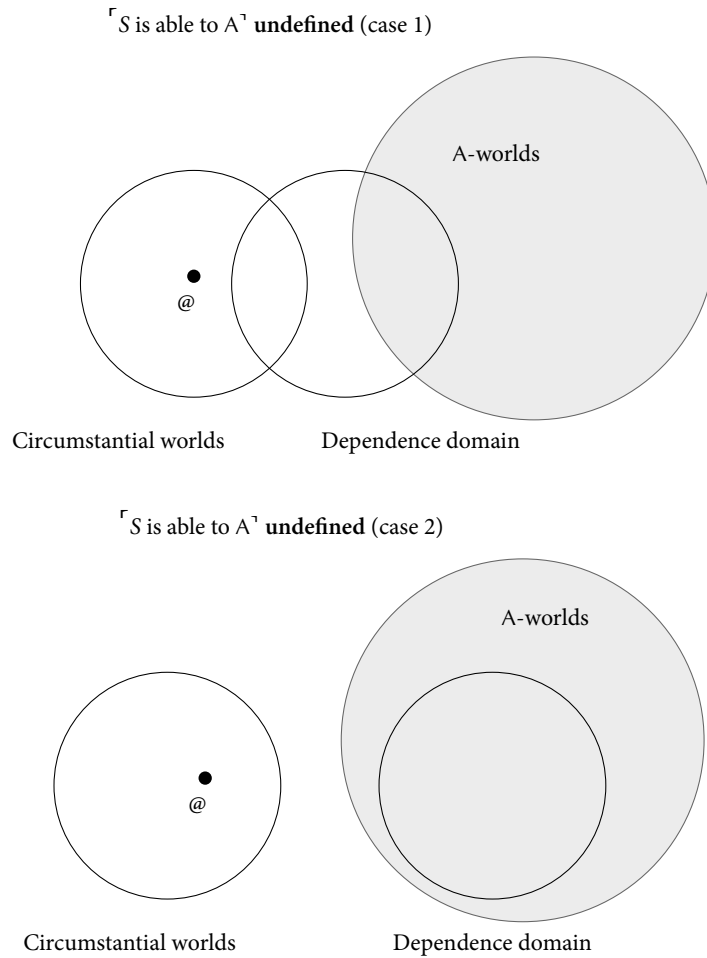 ⌜S is able to A⌝ undefined (case 1)
A-worlds
@
Circumstantial worlds Dependence domain
⌜S is able to A⌝ undefined (case 2)
A-worlds
@
Circumstantial worlds Dependence domain